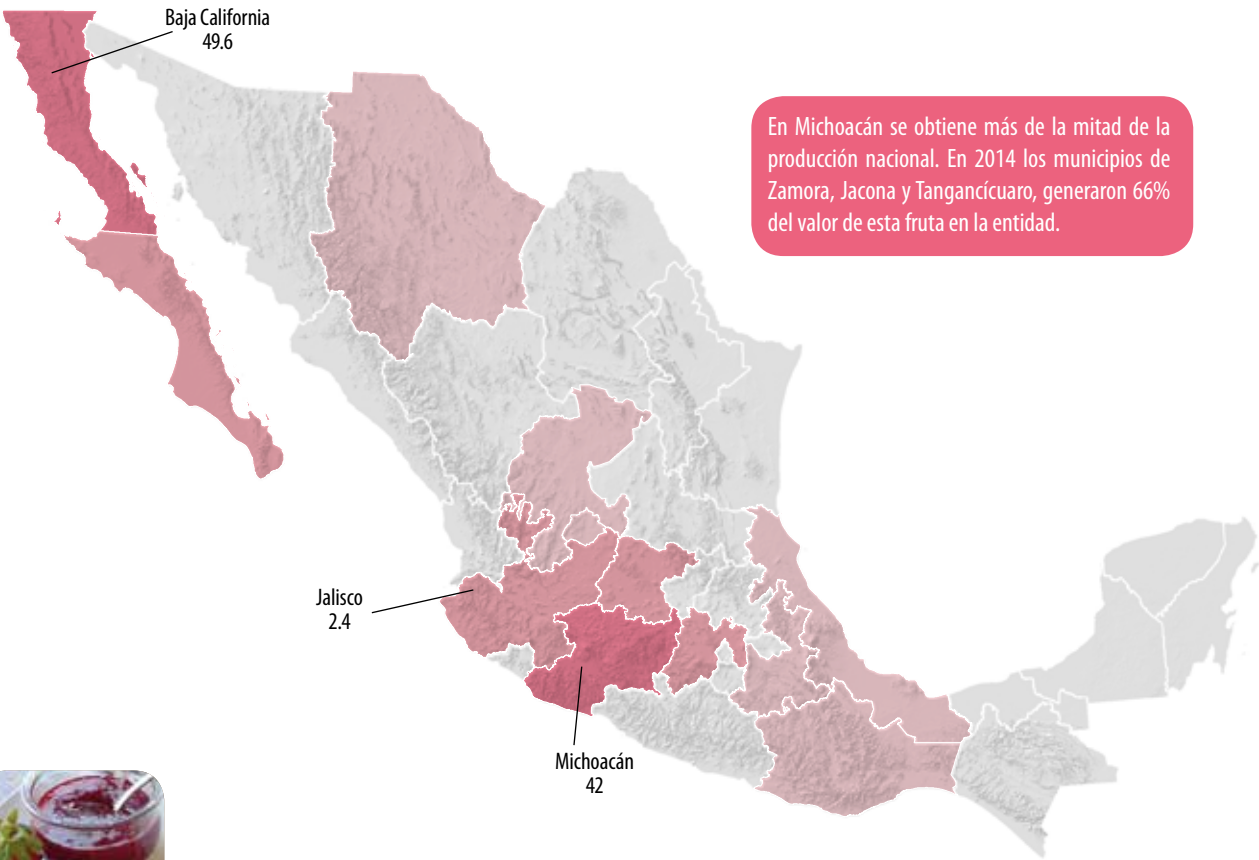 Baja California
49.6
En Michoacán se obtiene más de la mitad de la
producción nacional. En 2014 los municipios de
Zamora, Jacona y Tangancícuaro, generaron 66%
del valor de esta fruta en la entidad.
Jalisco
2.4
Michoacán
42